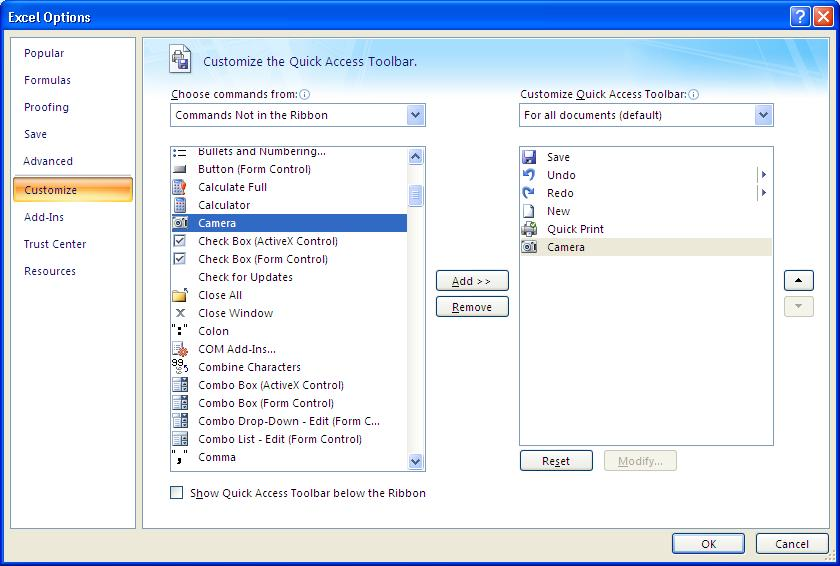 Excel Options
Popular
Formulas
Proofing
Save
Advanced
Customize
Add-Ins
Trust Center
Resources
Customize the Quick Access Toolbar.
Choose commands from:
Commands Not in the Ribbon
Bullets and Numbering...
Button (Form Control)
Calculate Full
Calculator
Camera
Check Box (ActiveX Control)
Check Box (Form Control)
Check for Updates
Close All
Close Window
Colon
COM Add-Ins...
Combine Characters
Combo Box (ActiveX Control)
Combo Box (Form Control)
Combo Drop-Down - Edit (Form C...
Combo List - Edit (Form Control)
Comma
Show Quick Access Toolbar below the Ribbon
Add >>
Remove
Customize Quick Access Toolbar:
For all documents (default)
Save
Undo
Redo
New
Quick Print
Camera
Reset
Modify...
OK
Cancel